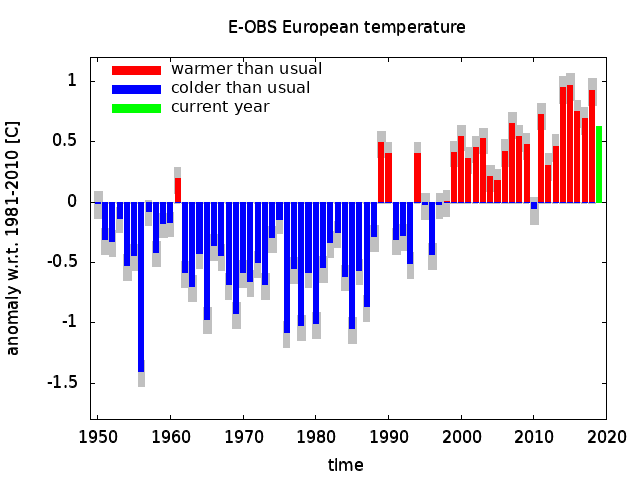 E-OBS European temperature
warmer than usual
colder than usual
current year
anomaly w.r.t. 1981-2010 [C]
1
0.5
0
-0.5
-1
-1.5
1950 1960 1970 1980 1990 2000 2010 2020
time